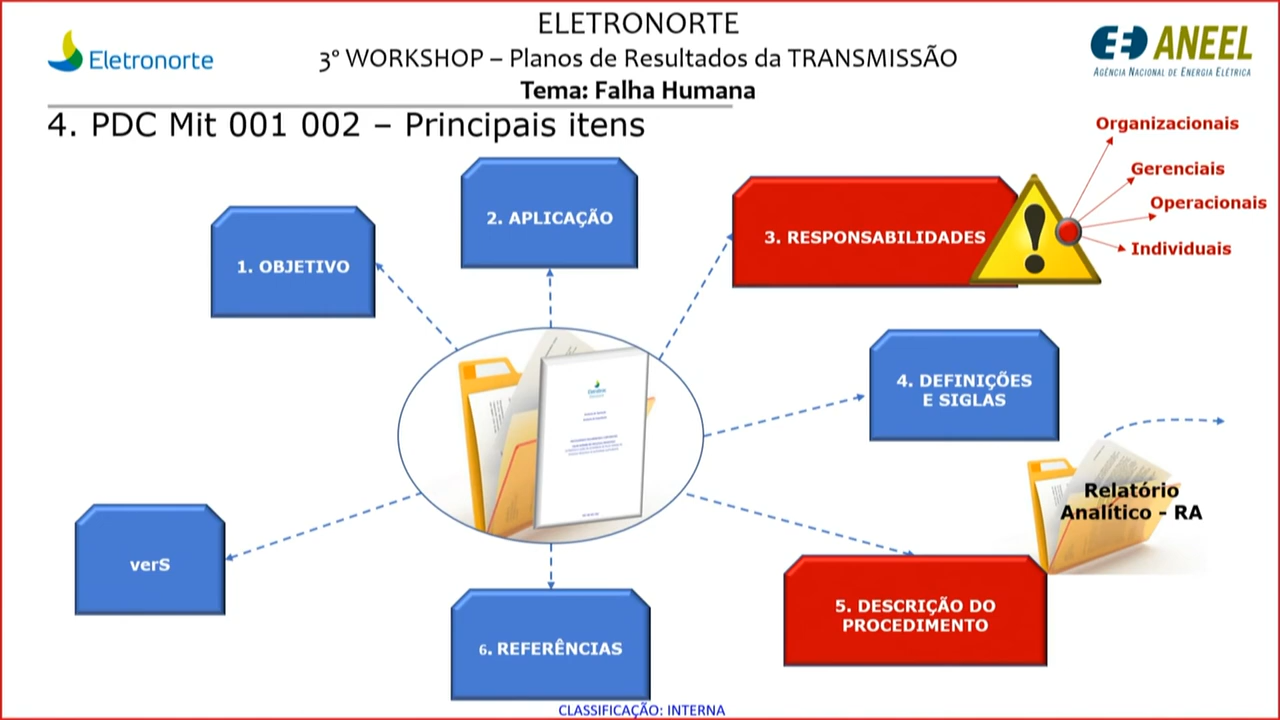 ELETRONORTE
3° WORKSHOP – Planos de Resultados da TRANSMISSÃO
Tema: Falha Humana
Eletronorte
ANEEL
AGÊNCIA NACIONAL DE ENERGIA ELÉTRICA
4. PDC Mit 001 002 – Principais itens
Organizacionais
Gerenciais
Operacionais
Individuais
1. OBJETIVO
2. APLICAÇÃO
3. RESPONSABILIDADES
4. DEFINIÇÕES
E SIGLAS
Relatório
Analítico - RA
verS
5. DESCRIÇÃO DO
PROCEDIMENTO
6. REFERÊNCIAS
CLASSIFICAÇÃO: INTERNA